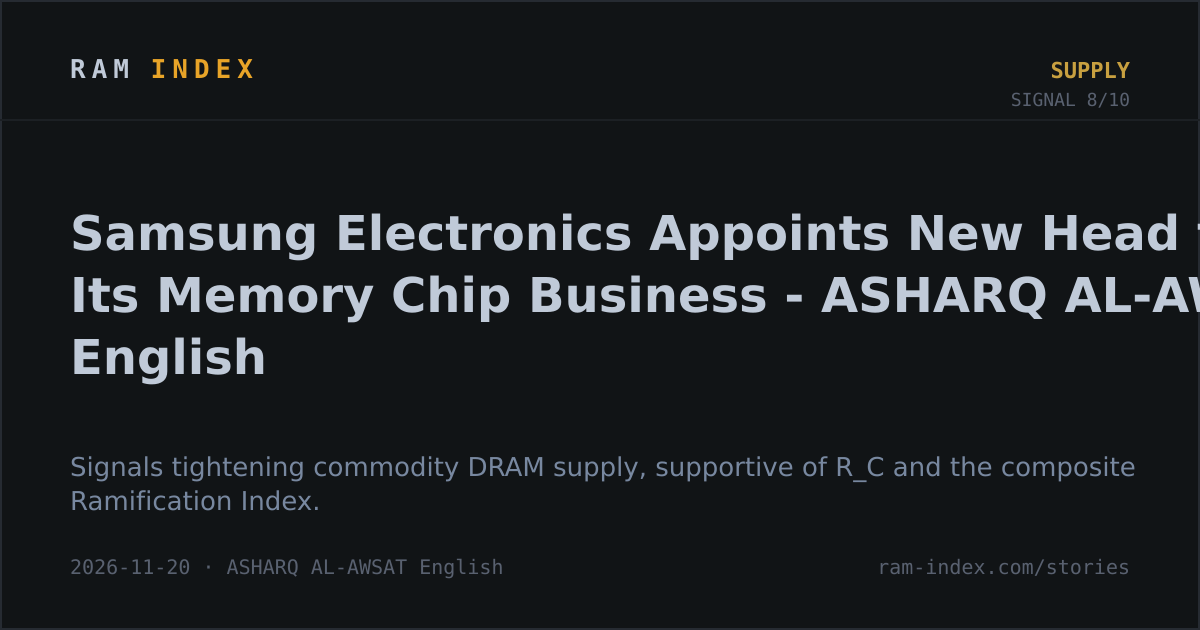 RAM INDEX
SUPPLY
SIGNAL 8/10
Samsung Electronics Appoints New Head
Its Memory Chip Business - ASHARQ
English
Signals tightening commodity DRAM supply, supportive of R_C and the composite
Ramification Index.
2026-11-20 · ASHARQ AL-AWSAT English
ram-index.com/stories